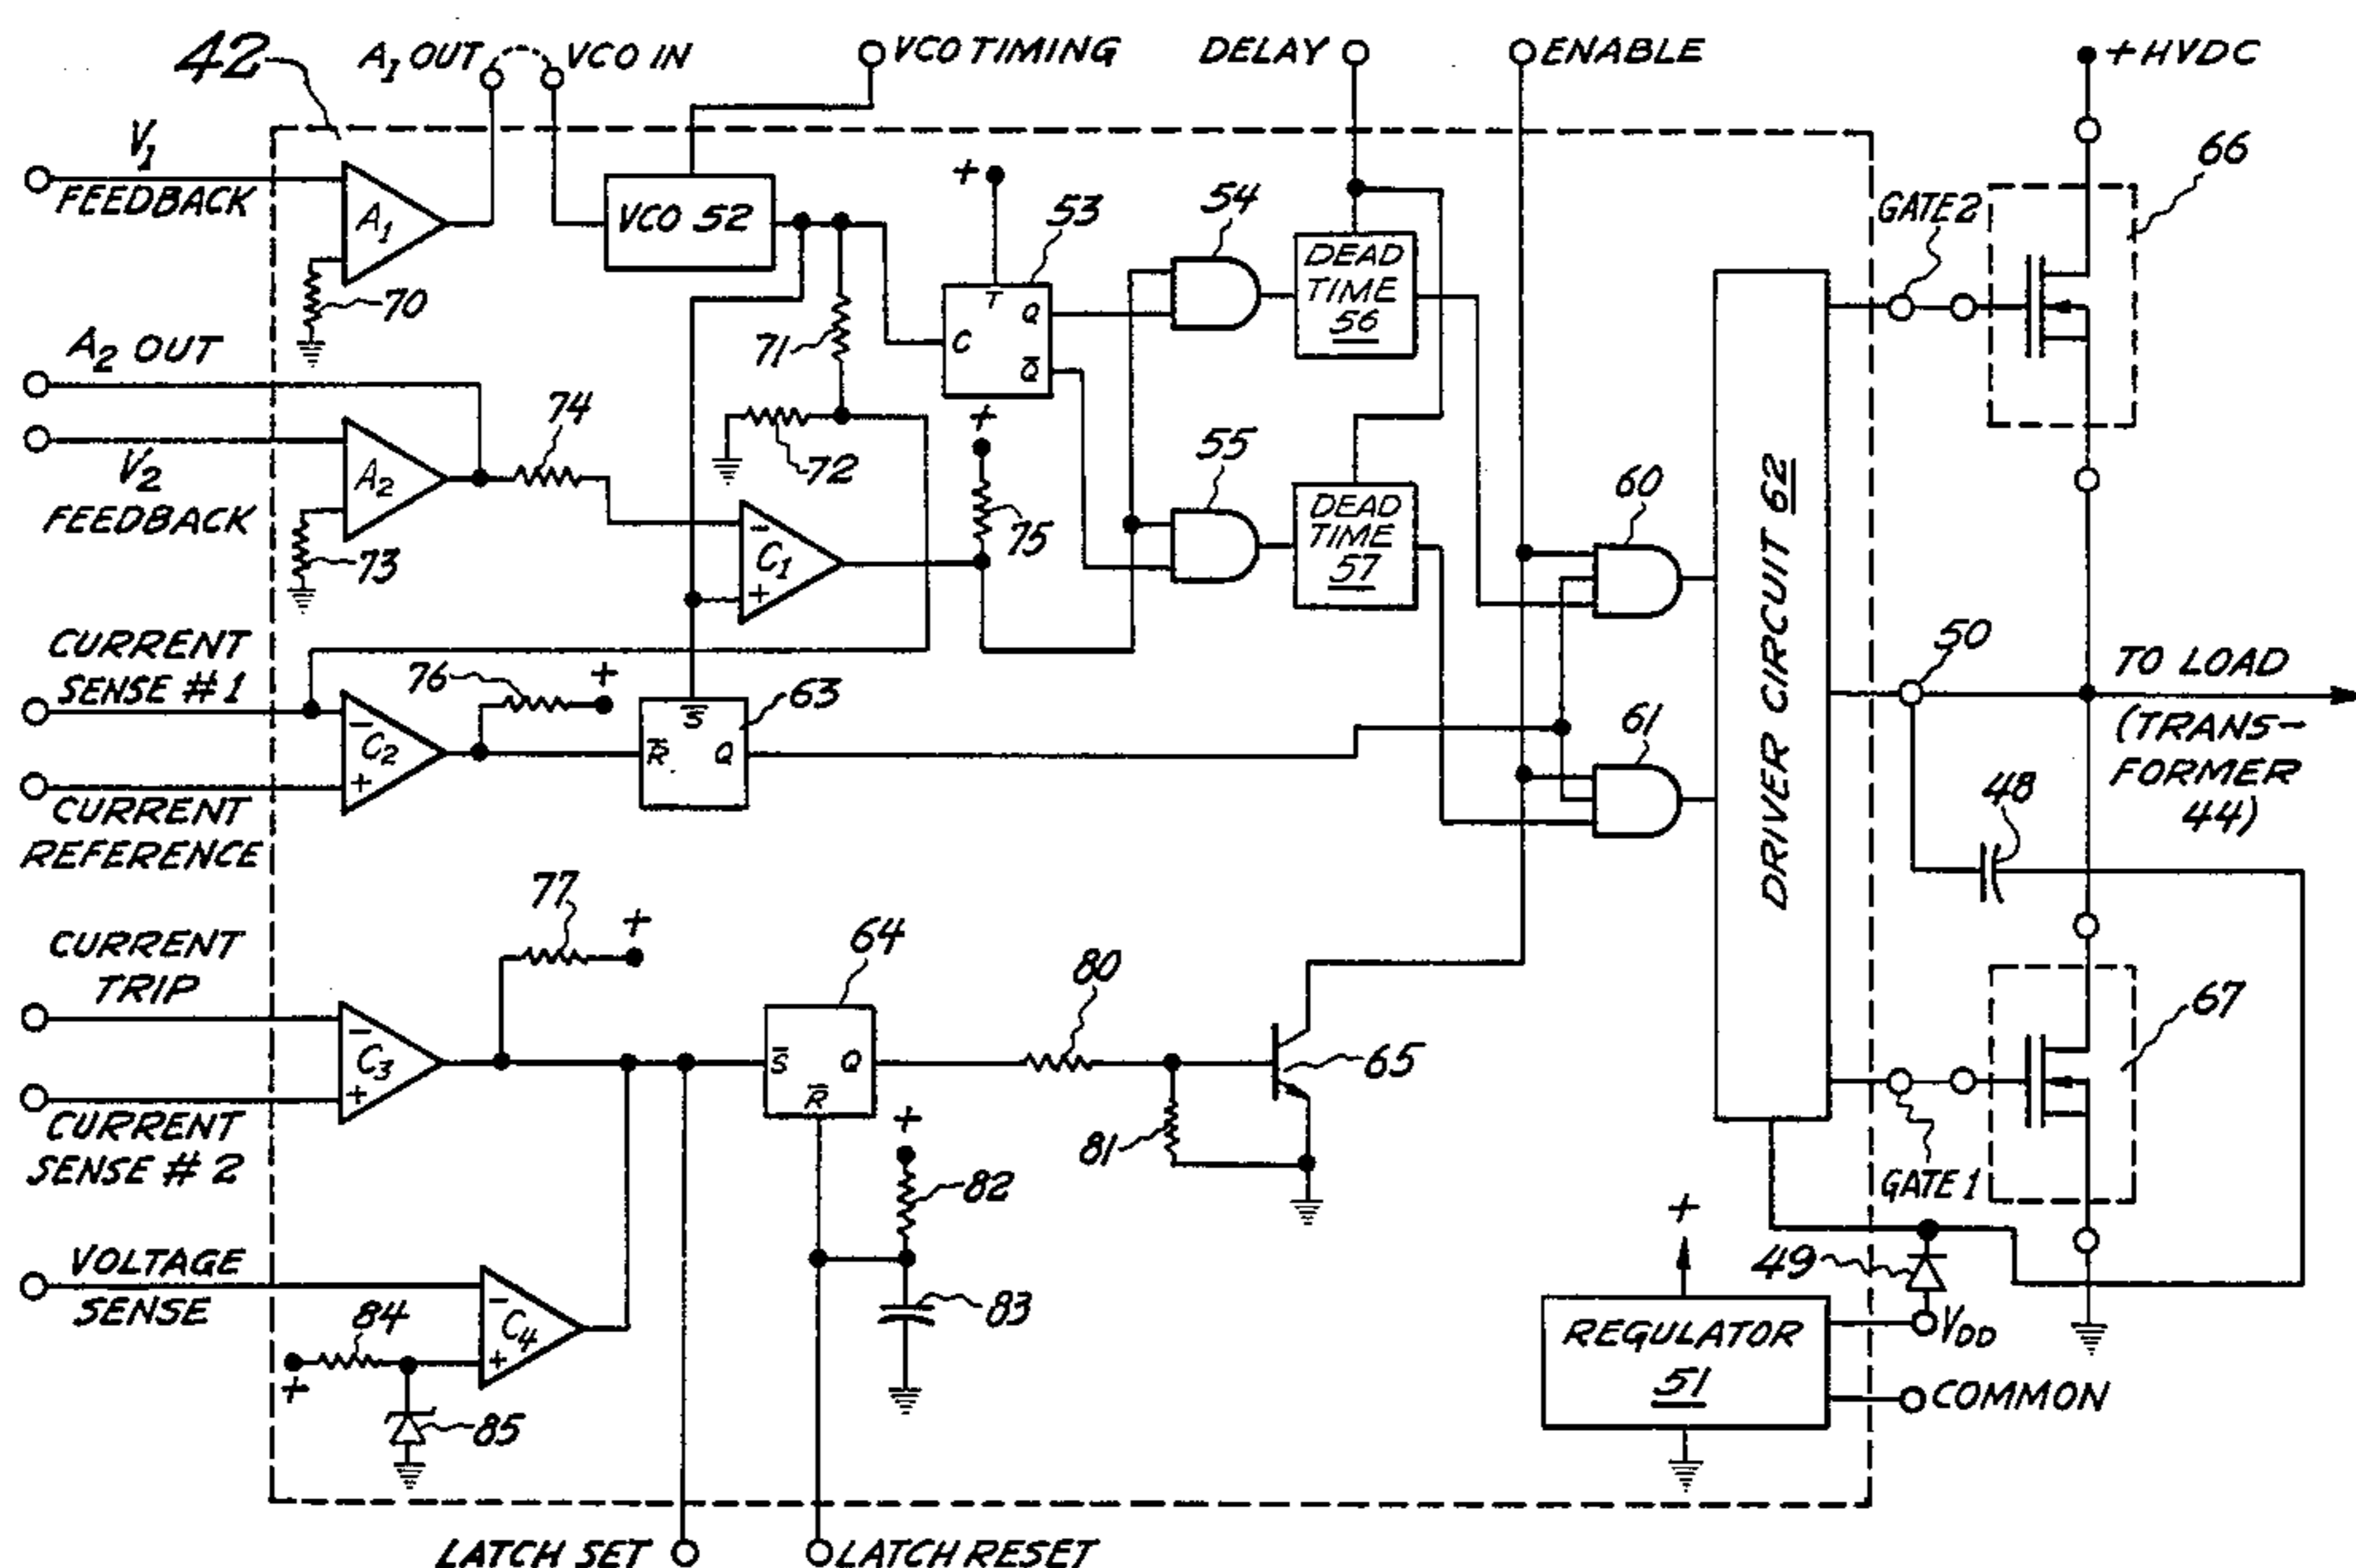 42
A1 OUT
VCO IN
VCO TIMING
DELAY
ENABLE
+ HVDC
V1
FEEDBACK
A1
70
VCO 52
+
53
T
Q
C
Q̅
54
DEAD
TIME
56
GATE 2
66
A2 OUT
V2
FEEDBACK
A2
73
74
71
72
-
C1
+
+
75
55
DEAD
TIME
57
60
61
DRIVER CIRCUIT 62
50
TO LOAD
(TRANS-
FORMER
44)
48
CURRENT
SENSE # 1
CURRENT
REFERENCE
-
C2
+
76
+
63
S̅
R̅
Q
CURRENT
TRIP
CURRENT
SENSE # 2
-
C3
+
77
+
64
S̅
Q
R̅
80
81
65
+
82
83
67
GATE 1
VOLTAGE
SENSE
84
+
85
-
C4
+
+
REGULATOR
51
49
VDD
COMMON
LATCH SET
LATCH RESET